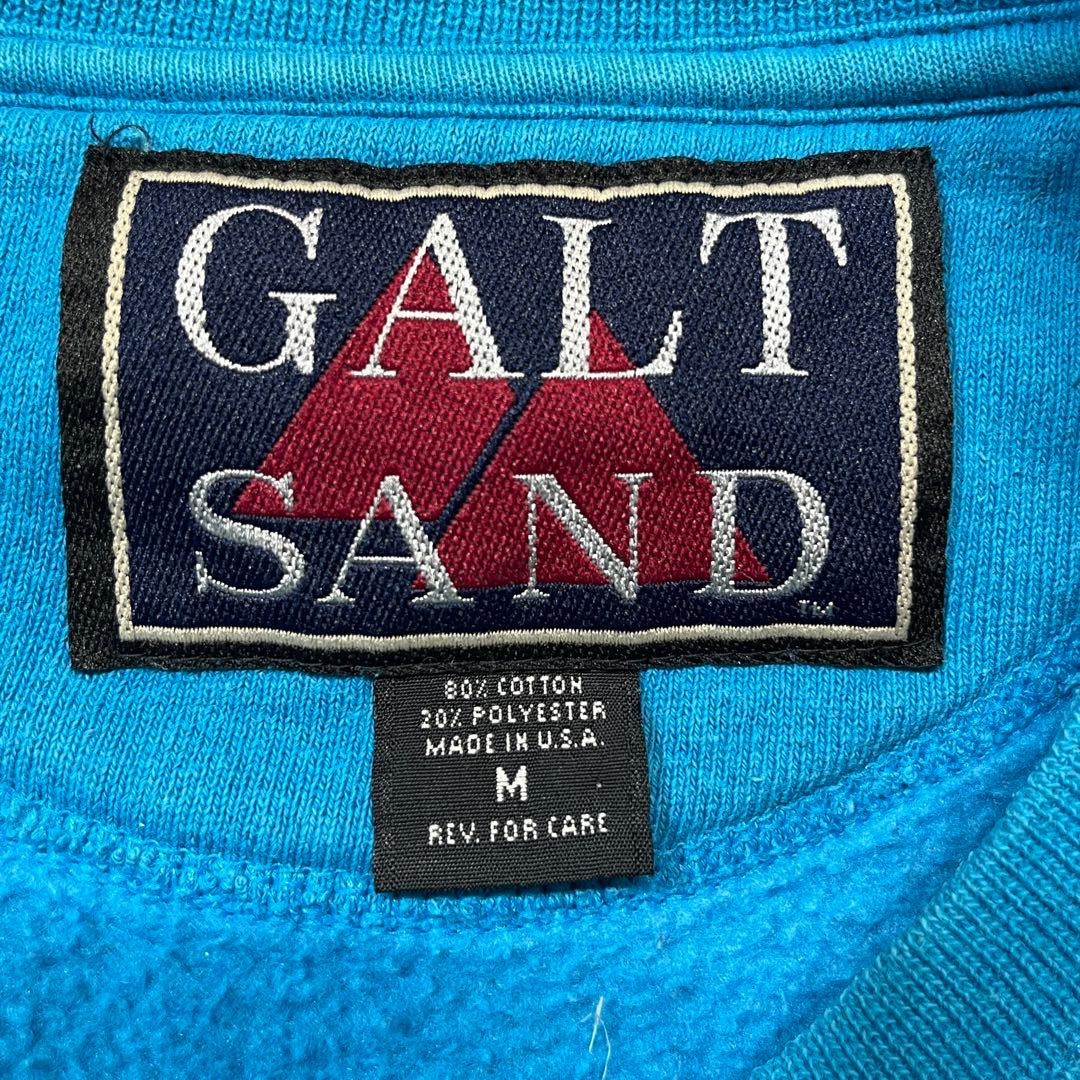 GALT
SAND
TM
80% COTTON
20% POLYESTER
MADE IN U.S.A.
M
REV. FOR CARE